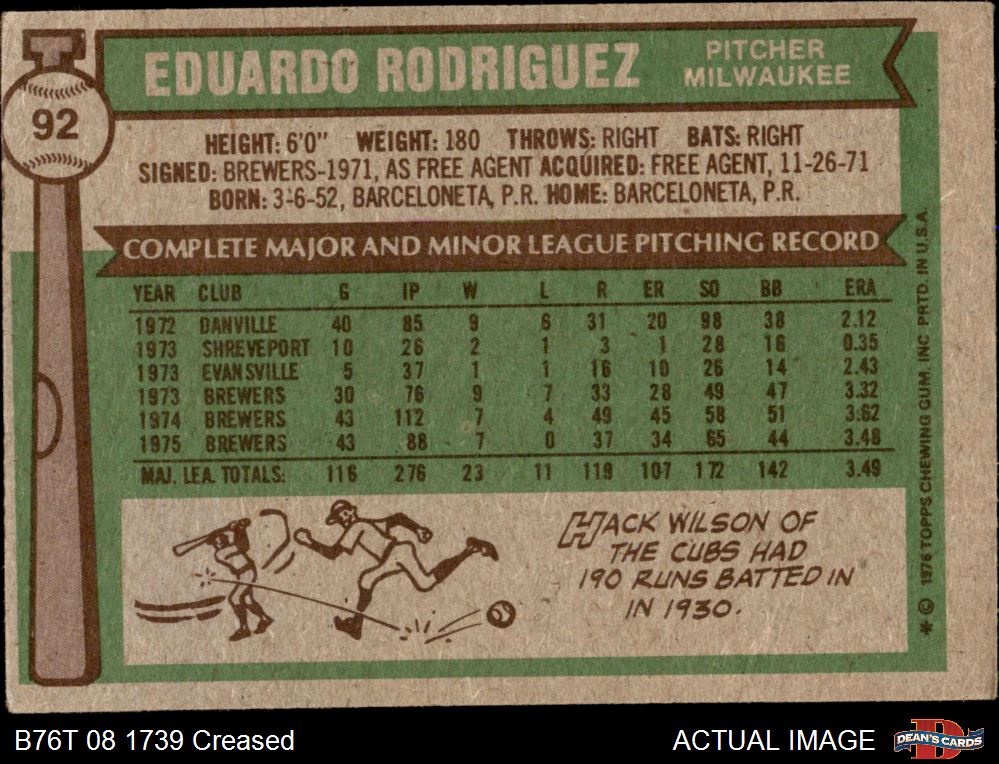 EDUARDO RODRIGUEZ
PITCHER
MILWAUKEE
92
HEIGHT: 6'0" WEIGHT: 180 THROWS: RIGHT BATS: RIGHT
SIGNED: BREWERS-1971, AS FREE AGENT ACQUIRED: FREE AGENT, 11-26-71
BORN: 3-6-52, BARCELONETA, P.R. HOME: BARCELONETA, P.R.
COMPLETE MAJOR AND MINOR LEAGUE PITCHING RECORD
YEAR CLUB G IP W L R ER SO BB ERA
1972 DANVILLE 40 85 9 6 31 20 98 38 2.12
1973 SHREVEPORT 10 26 2 1 3 1 28 16 0.35
1973 EVANSVILLE 5 37 1 1 16 10 26 14 2.43
1973 BREWERS 30 76 9 7 33 28 49 47 3.32
1974 BREWERS 43 112 7 4 49 45 58 51 3.62
1975 BREWERS 43 88 7 0 37 34 65 44 3.48
MAJ. LEA. TOTALS: 116 276 23 11 119 107 172 142 3.49
HACK WILSON OF
THE CUBS HAD
190 RUNS BATTED IN
IN 1930.
* © 1976 TOPPS CHEWING GUM, INC PRTD. IN U.S.A.
B76T 08 1739 Creased
ACTUAL IMAGE
D
DEAN'S CARDS